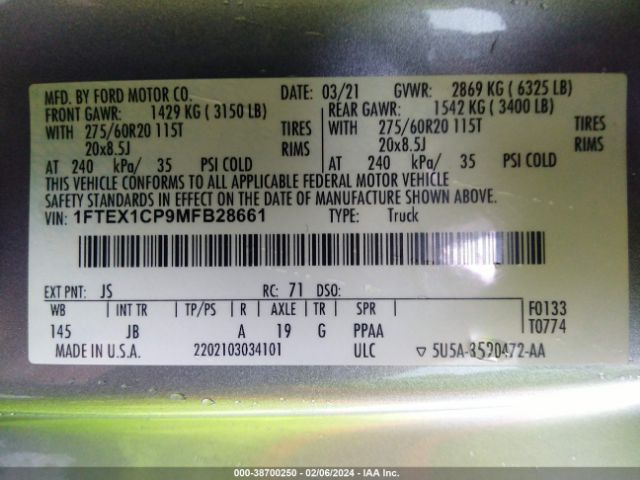 MFD. BY FORD MOTOR CO.
DATE: 03/21 GVWR: 2869 KG ( 6325 LB)
FRONT GAWR: 1429 KG ( 3150 LB)
REAR GAWR: 1542 KG ( 3400 LB)
WITH 275/60R20 115T TIRES
WITH 275/60R20 115T TIRES
20x8.5J RIMS
20x8.5J RIMS
AT 240 kPa/ 35 PSI COLD
AT 240 kPa/ 35 PSI COLD
THIS VEHICLE CONFORMS TO ALL APPLICABLE FEDERAL MOTOR VEHICLE
SAFETY STANDARDS IN EFFECT ON THE DATE OF MANUFACTURE SHOWN ABOVE.
VIN: 1FTEX1CP9MFB28661 TYPE: Truck
EXT PNT: JS RC: 71 DSO:
WB INT TR TP/PS R AXLE TR SPR F0133
145 JB A 19 G PPAA T0774
MADE IN U.S.A. 2202103034101 ULC ▽ 5U5A-3520472-AA
000-38700250 - 02/06/2024 - IAA Inc.